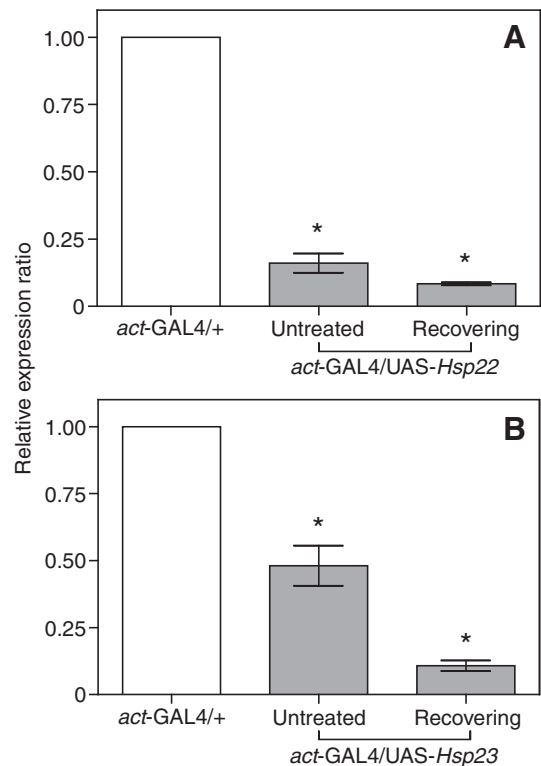 Relative expression ratio
A
1.00
0.75
0.50
0.25
0
*
*
act-GAL4/+
Untreated
Recovering
act-GAL4/UAS-Hsp22
B
1.00
0.75
0.50
0.25
0
*
*
act-GAL4/+
Untreated
Recovering
act-GAL4/UAS-Hsp23